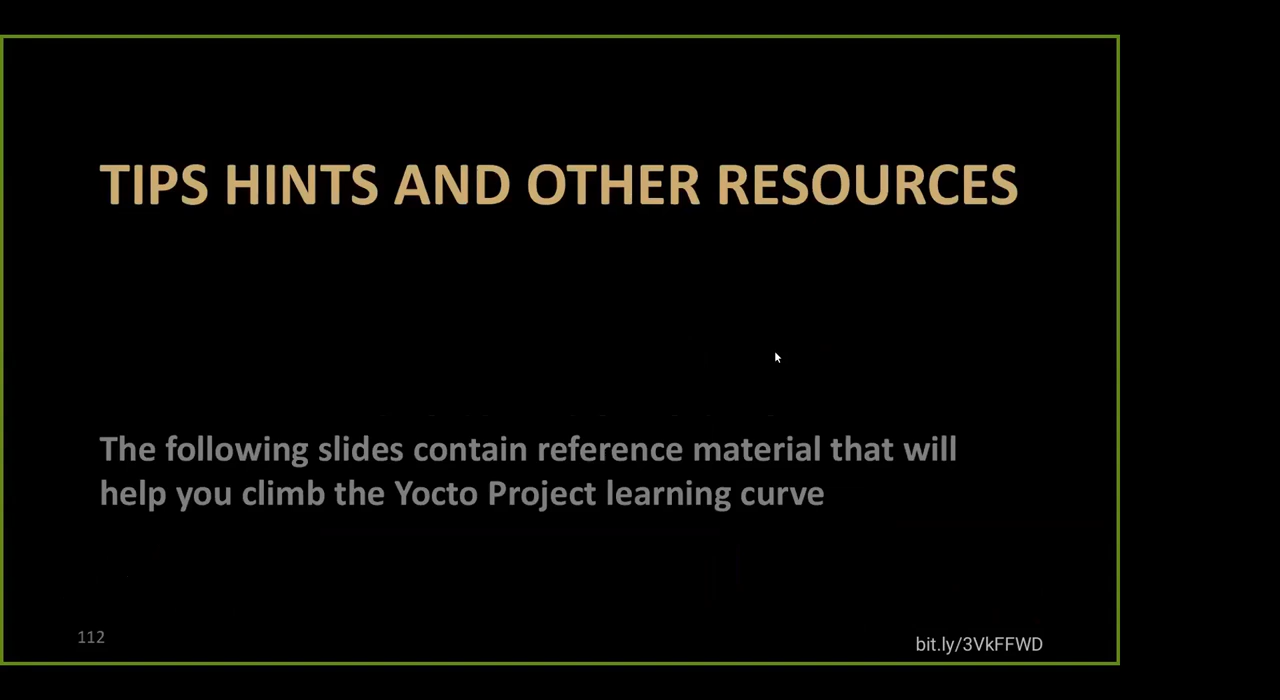 TIPS HINTS AND OTHER RESOURCES
The following slides contain reference material that will
help you climb the Yocto Project learning curve
112
bit.ly/3VkFFWD